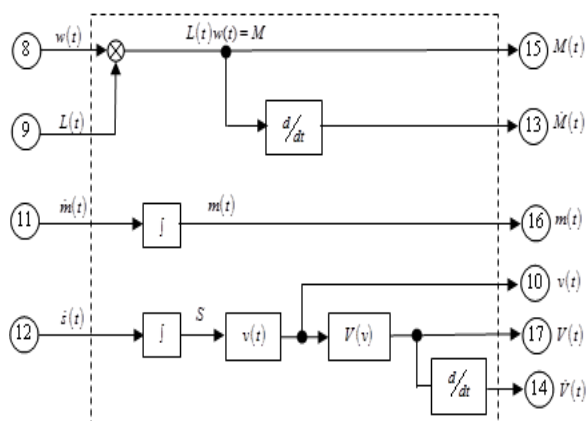 8 w(t) L(t)w(t) = M 15 M(t)
9 L(t) d/dt 13 Ṁ(t)
11 ṁ(t) ∫ m(t) 16 m(t)
10 v(t)
12 ṡ(t) ∫ S v(t) V(v) 17 V(t)
d/dt 14 V̇(t)